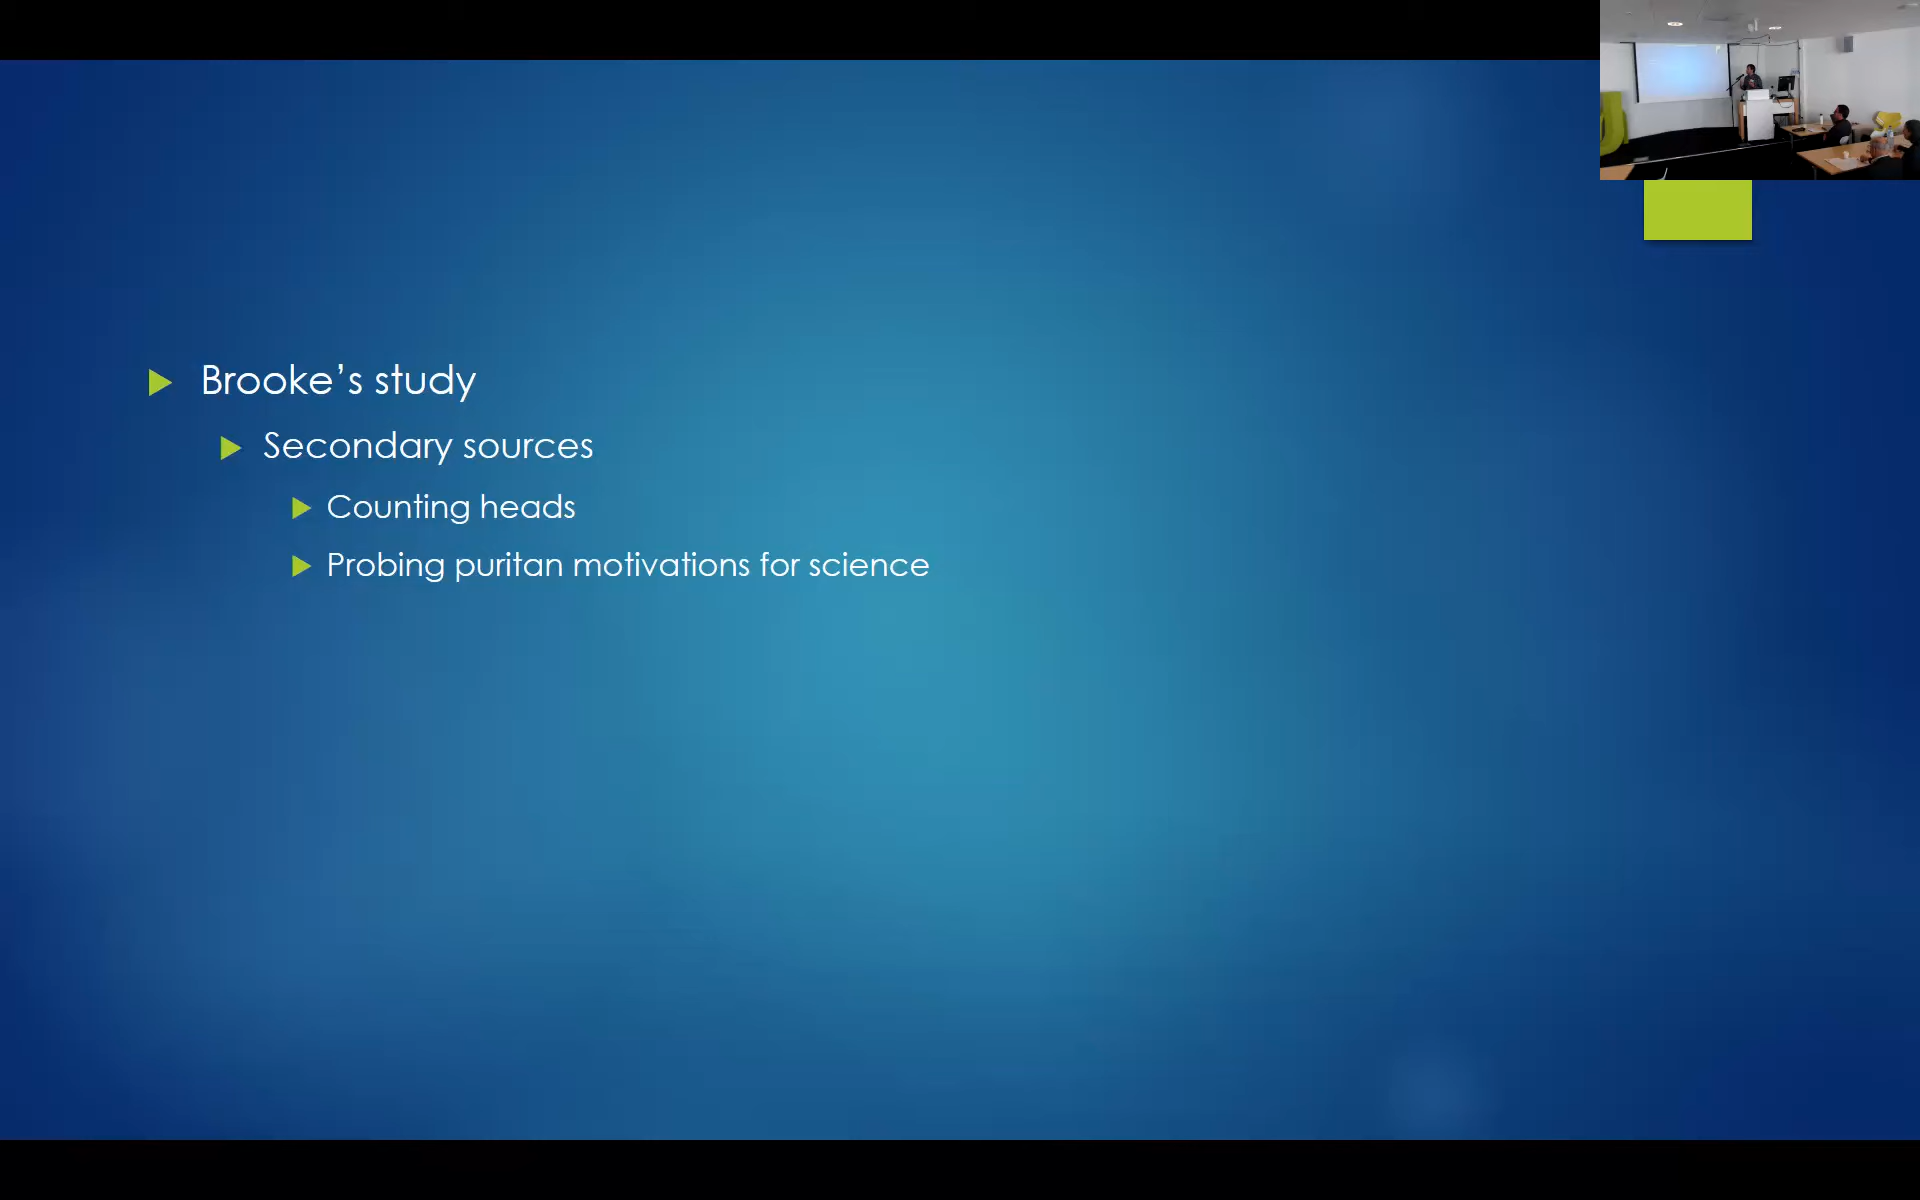 Brooke’s study
Secondary sources
Counting heads
Probing puritan motivations for science